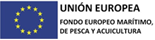 UNIÓN EUROPEA
FONDO EUROPEO MARÍTIMO,
DE PESCA Y ACUICULTURA